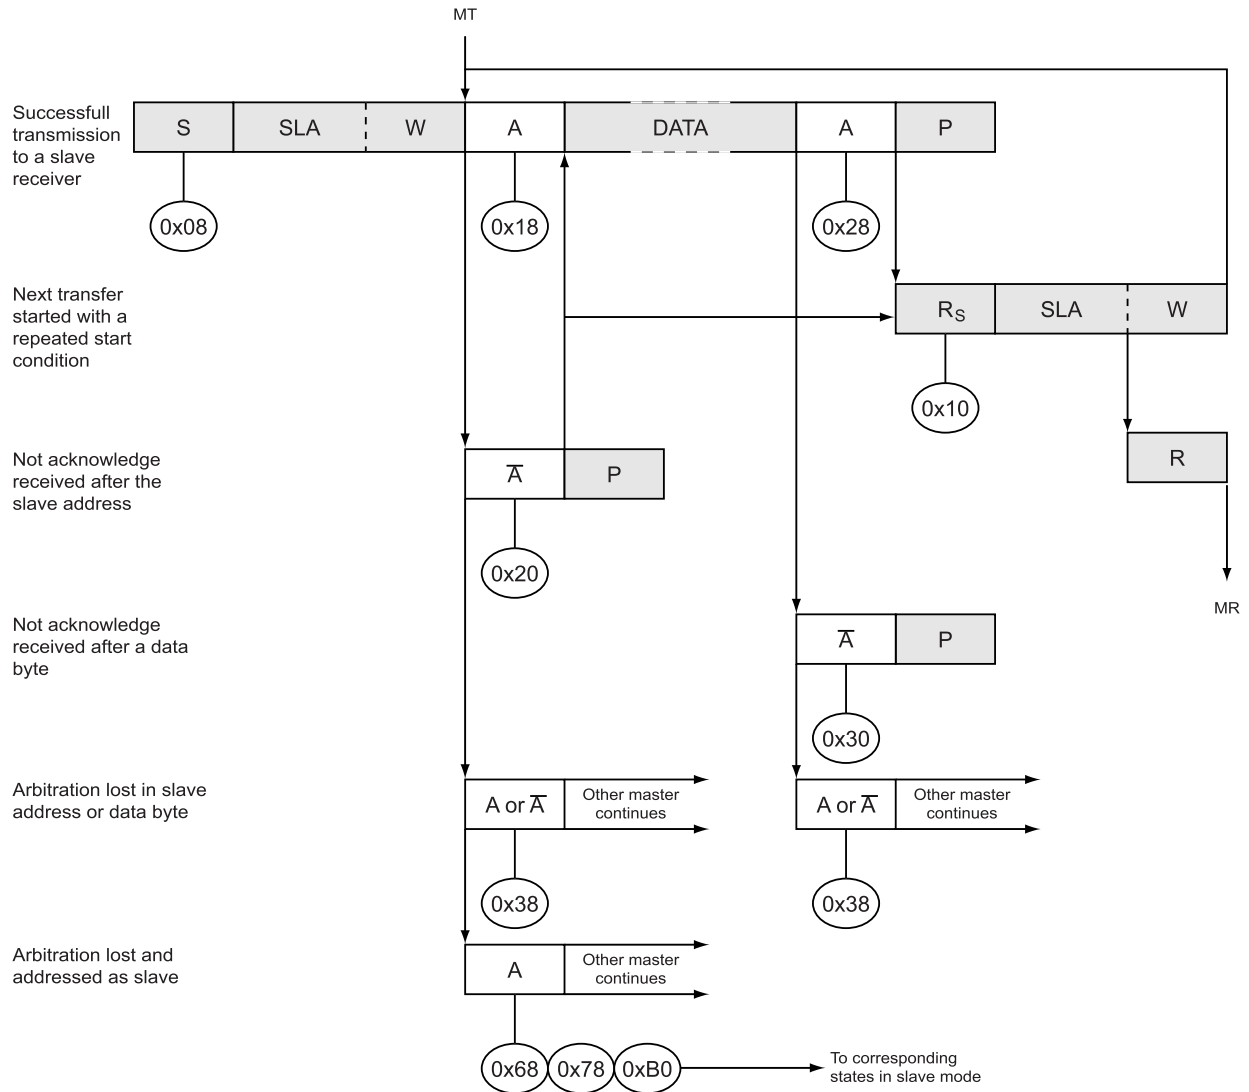 MT
Successfull
transmission
to a slave
receiver
S SLA W A DATA A P
0x08 0x18 0x28
Next transfer
started with a
repeated start
condition
RS SLA W
0x10
Not acknowledge
received after the
slave address
A̅ P
R
0x20
MR
Not acknowledge
received after a data
byte
A̅ P
0x30
Arbitration lost in slave
address or data byte
A or A̅
Other master
continues
A or A̅
Other master
continues
0x38 0x38
Arbitration lost and
addressed as slave
A
Other master
continues
0x68 0x78 0xB0
To corresponding
states in slave mode